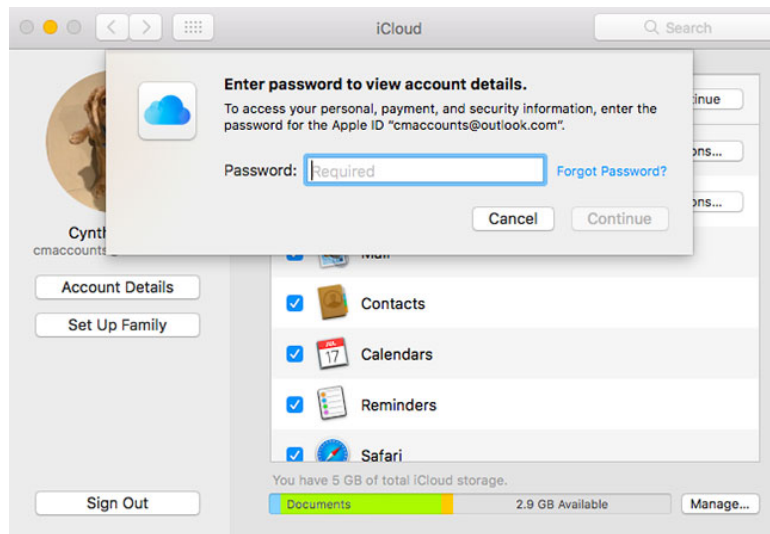 iCloud
Search
Enter password to view account details.
To access your personal, payment, and security information, enter the
password for the Apple ID “cmaccounts@outlook.com”.
Password: Required Forgot Password?
Cancel Continue
cmaccounts
Account Details
Set Up Family
Mail
Contacts
JUL
17 Calendars
Reminders
Safari
You have 5 GB of total iCloud storage.
Documents 2.9 GB Available Manage...
Sign Out